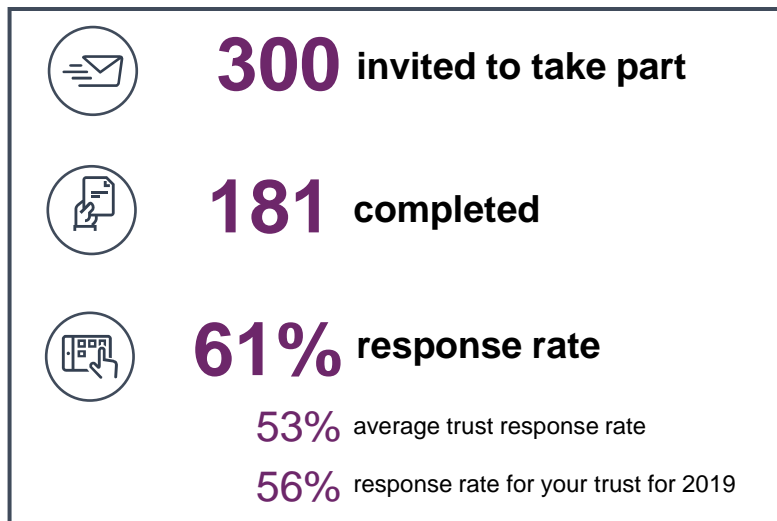 300 invited to take part
181 completed
61% response rate
53% average trust response rate
56% response rate for your trust for 2019